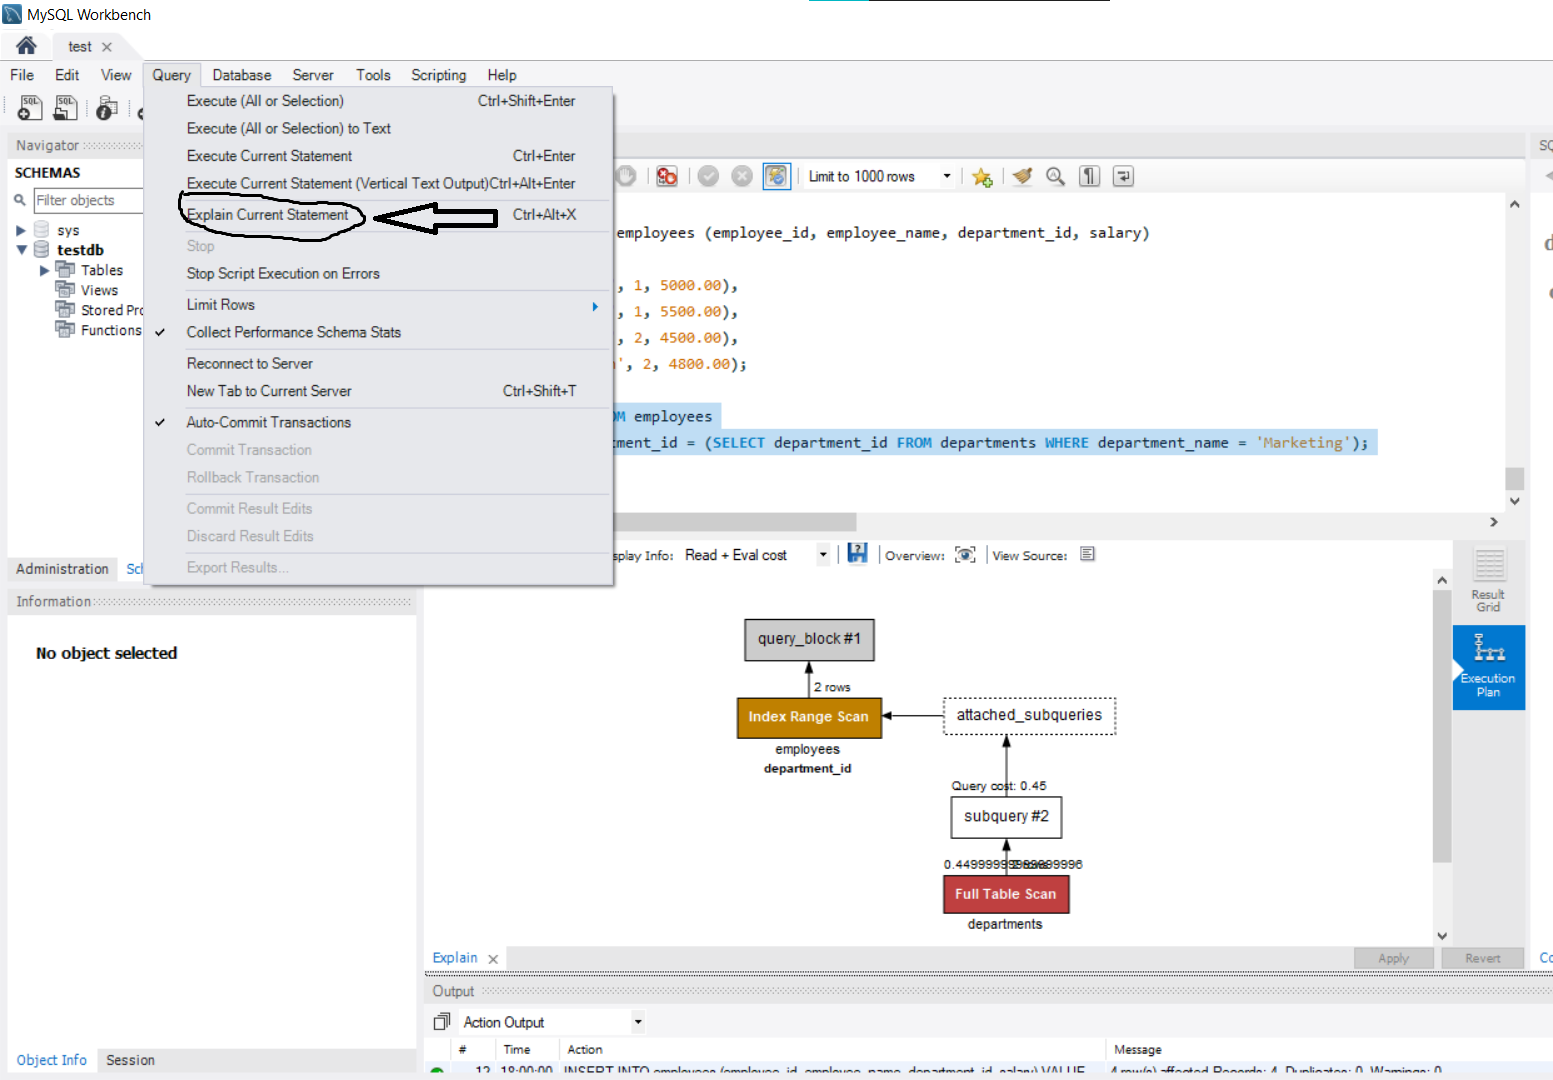 MySQL Workbench
test
File Edit View Query Database Server Tools Scripting Help
Execute (All or Selection) Ctrl+Shift+Enter
Execute (All or Selection) to Text
Execute Current Statement Ctrl+Enter
Execute Current Statement (Vertical Text Output)Ctrl+Alt+Enter
Explain Current Statement Ctrl+Alt+X
Stop
Stop Script Execution on Errors
Limit Rows
Collect Performance Schema Stats
Reconnect to Server
New Tab to Current Server Ctrl+Shift+T
Auto-Commit Transactions
Commit Transaction
Rollback Transaction
Commit Result Edits
Discard Result Edits
Export Results...
Navigator
SCHEMAS
Filter objects
sys
testdb
Tables
Views
Stored Pro
Functions
Administration Sch
Information
No object selected
Object Info Session
Limit to 1000 rows
employees (employee_id, employee_name, department_id, salary)
, 1, 5000.00),
, 1, 5500.00),
, 2, 4500.00),
', 2, 4800.00);
OM employees
ment_id = (SELECT department_id FROM departments WHERE department_name = 'Marketing');
splay Info: Read + Eval cost Overview: View Source:
query_block #1
2 rows
Index Range Scan
employees
department_id
attached_subqueries
Query cost: 0.45
subquery #2
Full Table Scan
departments
Result
Grid
Execution
Plan
Explain
Apply Revert
Output
Action Output
# Time Action Message
12 18:00:00 INSERT INTO employees (employee_id, employee_name, department_id, salary) VALUE 4 row(s) affected Records: 4 Duplicates: 0 Warnings: 0
SQ
Co